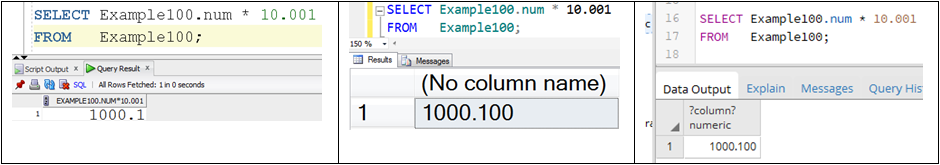 SELECT Example100.num * 10.001
FROM Example100;
Script Output x Query Result x
SQL | All Rows Fetched: 1 in 0 seconds
EXAMPLE100.NUM*10.001
1 1000.1
SELECT Example100.num * 10.001
FROM Example100;
150 %
Results Messages
(No column name)
1 1000.100
16 SELECT Example100.num * 10.001
17 FROM Example100;
18
Data Output Explain Messages Query His
?column?
numeric
1 1000.100